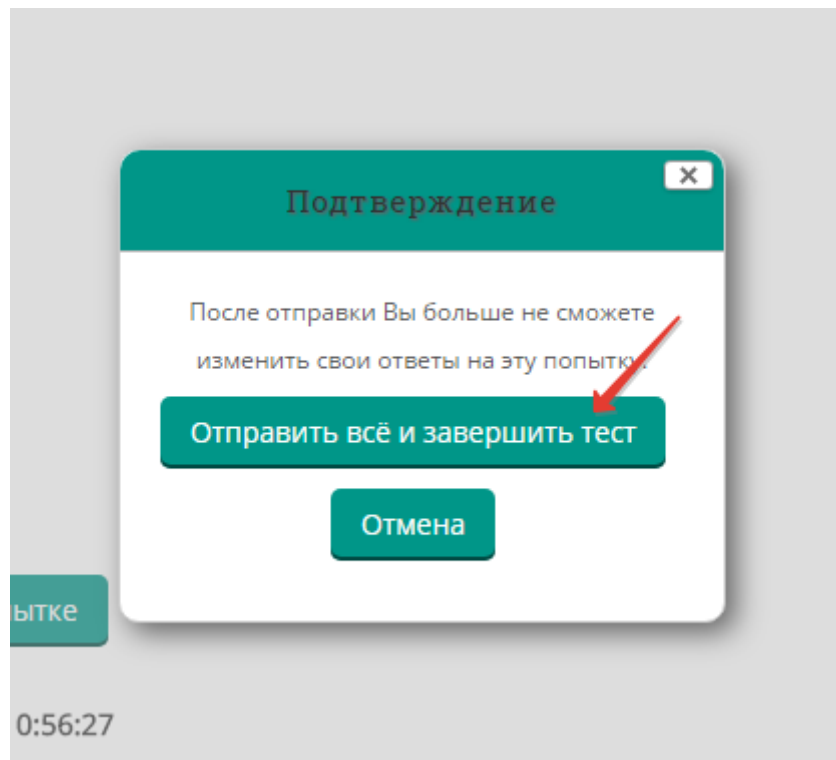 Подтверждение
После отправки Вы больше не сможете
изменить свои ответы на эту попытку.
Отправить всё и завершить тест
Отмена
ытке
0:56:27